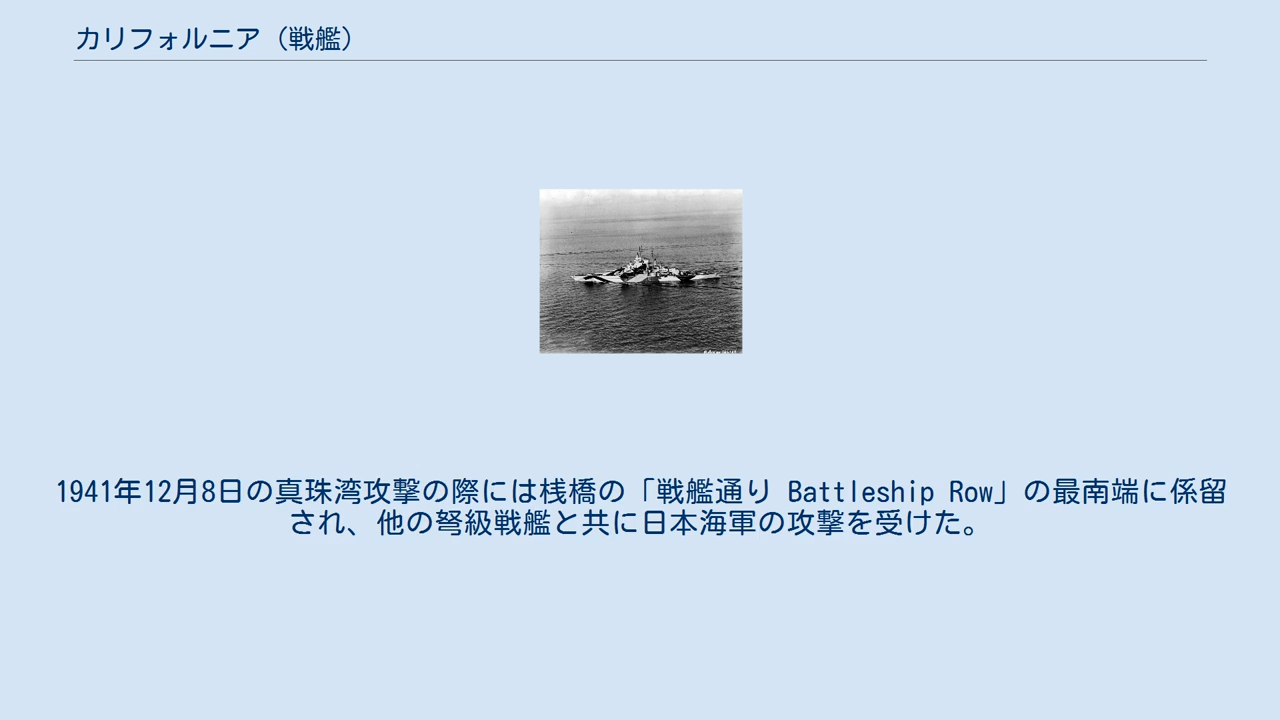 カリフォルニア（戦艦）
1941年12月8日の真珠湾攻撃の際には桟橋の「戦艦通り Battleship Row」の最南端に係留
され、他の弩級戦艦と共に日本海軍の攻撃を受けた。